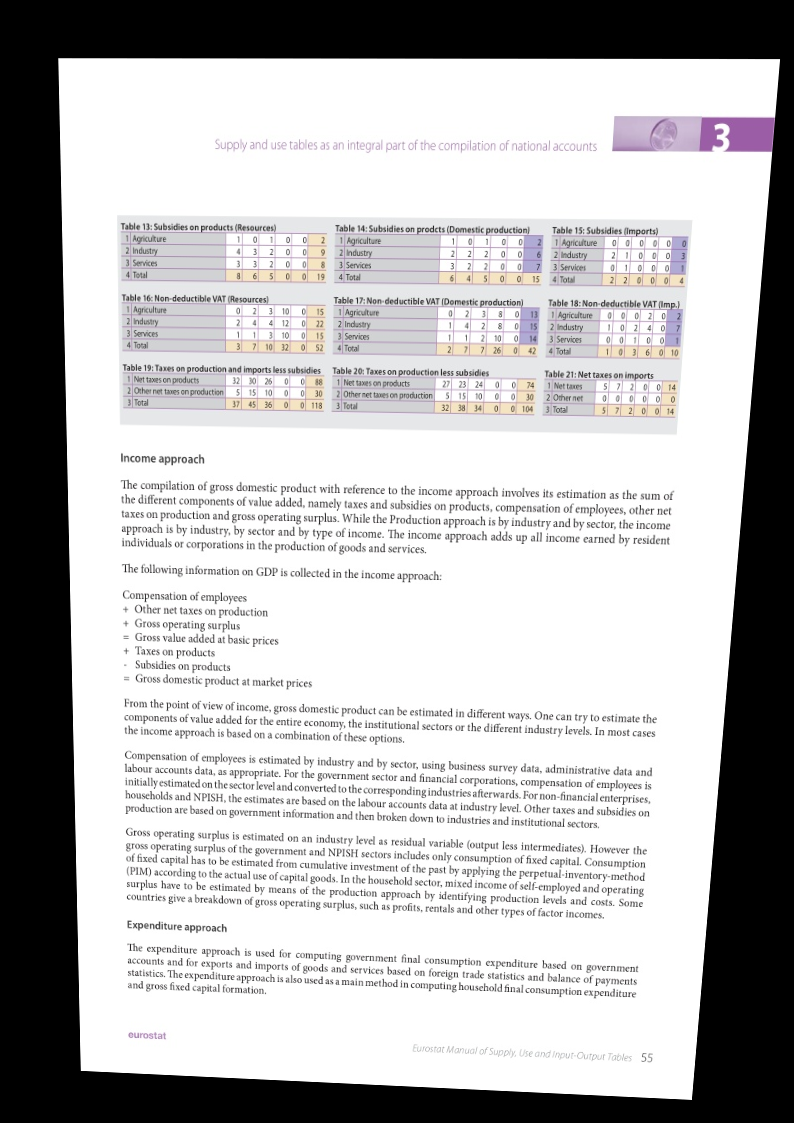 Supply and use tables as an integral part of the compilation of national accounts
3
Table 13: Subsidies on products (Resources)
1 Agriculture 1 0 1 0 0 2
2 Industry 4 3 2 0 0 9
3 Services 3 3 2 0 0 8
4 Total 8 6 5 0 0 19
Table 14: Subsidies on prodcts (Domestic production)
1 Agriculture 1 0 1 0 0 2
2 Industry 2 2 2 0 0 6
3 Services 3 2 2 0 0 7
4 Total 6 4 5 0 0 15
Table 15: Subsidies (Imports)
1 Agriculture 0 0 0 0 0 0
2 Industry 2 1 0 0 0 3
3 Services 0 1 0 0 0 1
4 Total 2 2 0 0 0 4
Table 16: Non-deductible VAT (Resources)
1 Agriculture 0 2 3 10 0 15
2 Industry 2 4 4 12 0 22
3 Services 1 1 3 10 0 15
4 Total 3 7 10 32 0 52
Table 17: Non-deductible VAT (Domestic production)
1 Agriculture 0 2 3 8 0 13
2 Industry 1 4 2 8 0 15
3 Services 1 1 2 10 0 14
4 Total 2 7 7 26 0 42
Table 18: Non-deductible VAT (Imp.)
1 Agriculture 0 0 0 2 0 2
2 Industry 1 0 2 4 0 7
3 Services 0 0 1 0 0 1
4 Total 1 0 3 6 0 10
Table 19: Taxes on production and imports less subsidies
1 Net taxes on products 32 30 26 0 0 88
2 Other net taxes on production 5 15 10 0 0 30
3 Total 37 45 36 0 0 118
Table 20: Taxes on production less subsidies
1 Net taxes on products 27 23 24 0 0 74
2 Other net taxes on production 5 15 10 0 0 30
3 Total 32 38 34 0 0 104
Table 21: Net taxes on imports
1 Net taxes 5 7 2 0 0 14
2 Other net 0 0 0 0 0 0
3 Total 5 7 2 0 0 14
Income approach
The compilation of gross domestic product with reference to the income approach involves its estimation as the sum of
the different components of value added, namely taxes and subsidies on products, compensation of employees, other net
taxes on production and gross operating surplus. While the Production approach is by industry and by sector, the income
approach is by industry, by sector and by type of income. The income approach adds up all income earned by resident
individuals or corporations in the production of goods and services.
The following information on GDP is collected in the income approach:
Compensation of employees
+ Other net taxes on production
+ Gross operating surplus
= Gross value added at basic prices
+ Taxes on products
- Subsidies on products
= Gross domestic product at market prices
From the point of view of income, gross domestic product can be estimated in different ways. One can try to estimate the
components of value added for the entire economy, the institutional sectors or the different industry levels. In most cases
the income approach is based on a combination of these options.
Compensation of employees is estimated by industry and by sector, using business survey data, administrative data and
labour accounts data, as appropriate. For the government sector and financial corporations, compensation of employees is
initially estimated on the sector level and converted to the corresponding industries afterwards. For non-financial enterprises,
households and NPISH, the estimates are based on the labour accounts data at industry level. Other taxes and subsidies on
production are based on government information and then broken down to industries and institutional sectors.
Gross operating surplus is estimated on an industry level as residual variable (output less intermediates). However the
gross operating surplus of the government and NPISH sectors includes only consumption of fixed capital. Consumption
of fixed capital has to be estimated from cumulative investment of the past by applying the perpetual-inventory-method
(PIM) according to the actual use of capital goods. In the household sector, mixed income of self-employed and operating
surplus have to be estimated by means of the production approach by identifying production levels and costs. Some
countries give a breakdown of gross operating surplus, such as profits, rentals and other types of factor incomes.
Expenditure approach
The expenditure approach is used for computing government final consumption expenditure based on government
accounts and for exports and imports of goods and services based on foreign trade statistics and balance of payments
statistics. The expenditure approach is also used as a main method in computing household final consumption expenditure
and gross fixed capital formation.
eurostat
Eurostat Manual of Supply, Use and Input-Output Tables 55